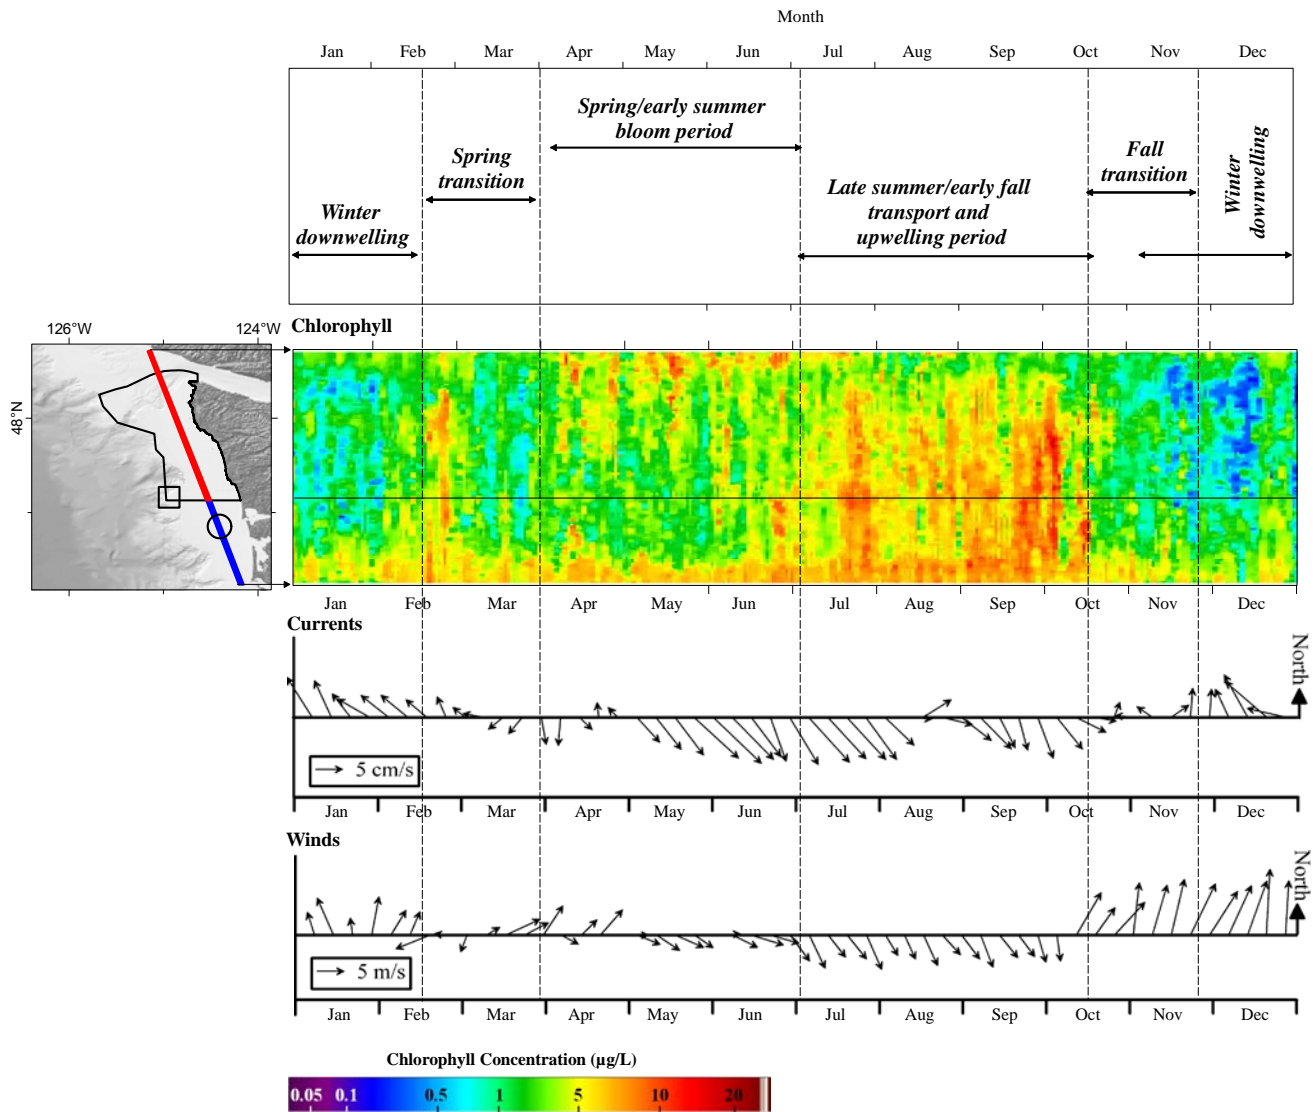 Month
Jan Feb Mar Apr May Jun Jul Aug Sep Oct Nov Dec
Spring/early summer
bloom period
Spring
transition
Fall
transition
Winter
downwelling
Late summer/early fall
transport and
upwelling period
Winter
downwelling
126°W 124°W
48°N
Chlorophyll
Jan Feb Mar Apr May Jun Jul Aug Sep Oct Nov Dec
Currents
North
5 cm/s
Jan Feb Mar Apr May Jun Jul Aug Sep Oct Nov Dec
Winds
North
5 m/s
Jan Feb Mar Apr May Jun Jul Aug Sep Oct Nov Dec
Chlorophyll Concentration (µg/L)
0.05 0.1 0.5 1 5 10 20